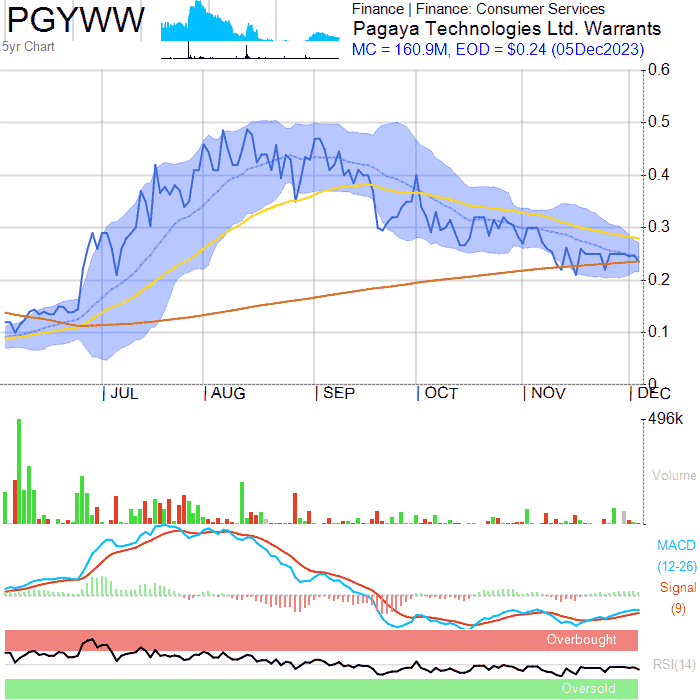 PGYWW
5yr Chart
Finance | Finance: Consumer Services
Pagaya Technologies Ltd. Warrants
MC = 160.9M, EOD = $0.24 (05Dec2023)
0.6
0.5
0.4
0.3
0.2
0.1
0
JUL AUG SEP OCT NOV DEC
496k
Volume
MACD
(12-26)
Signal
(9)
Overbought
RSI(14)
Oversold